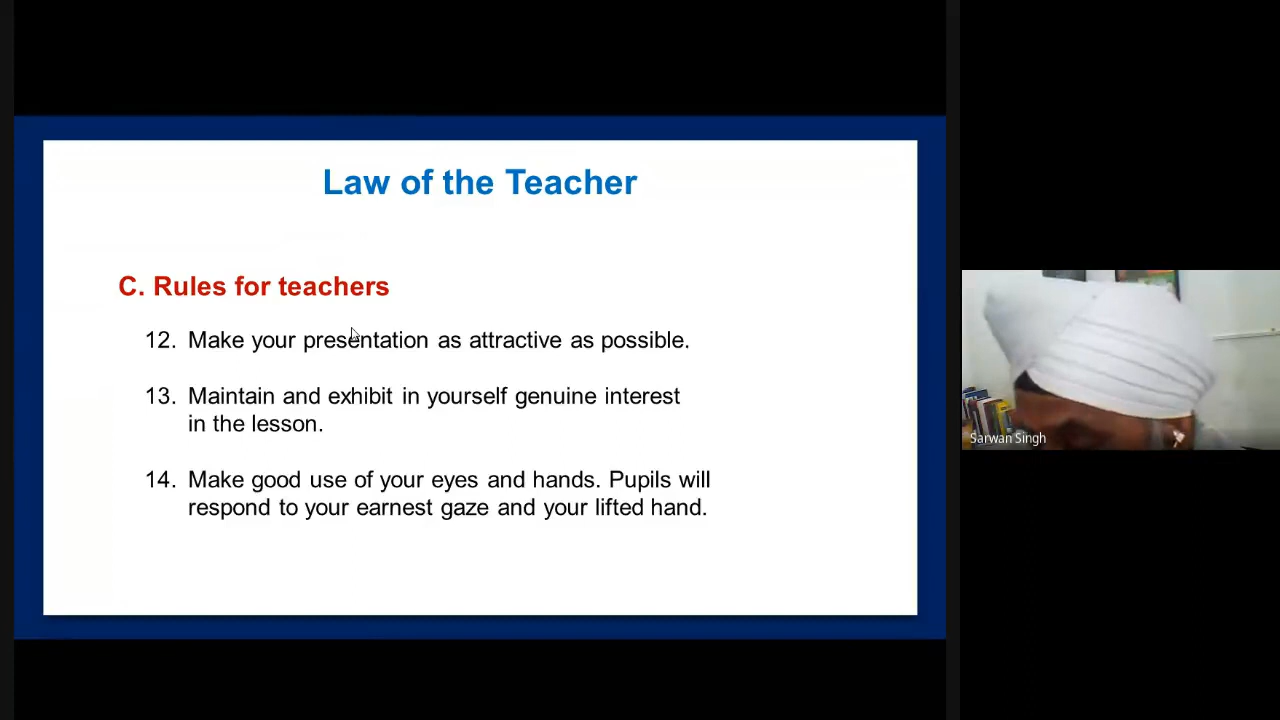 Law of the Teacher
C. Rules for teachers
12. Make your presentation as attractive as possible.
13. Maintain and exhibit in yourself genuine interest
in the lesson.
14. Make good use of your eyes and hands. Pupils will
respond to your earnest gaze and your lifted hand.
Sarwan Singh